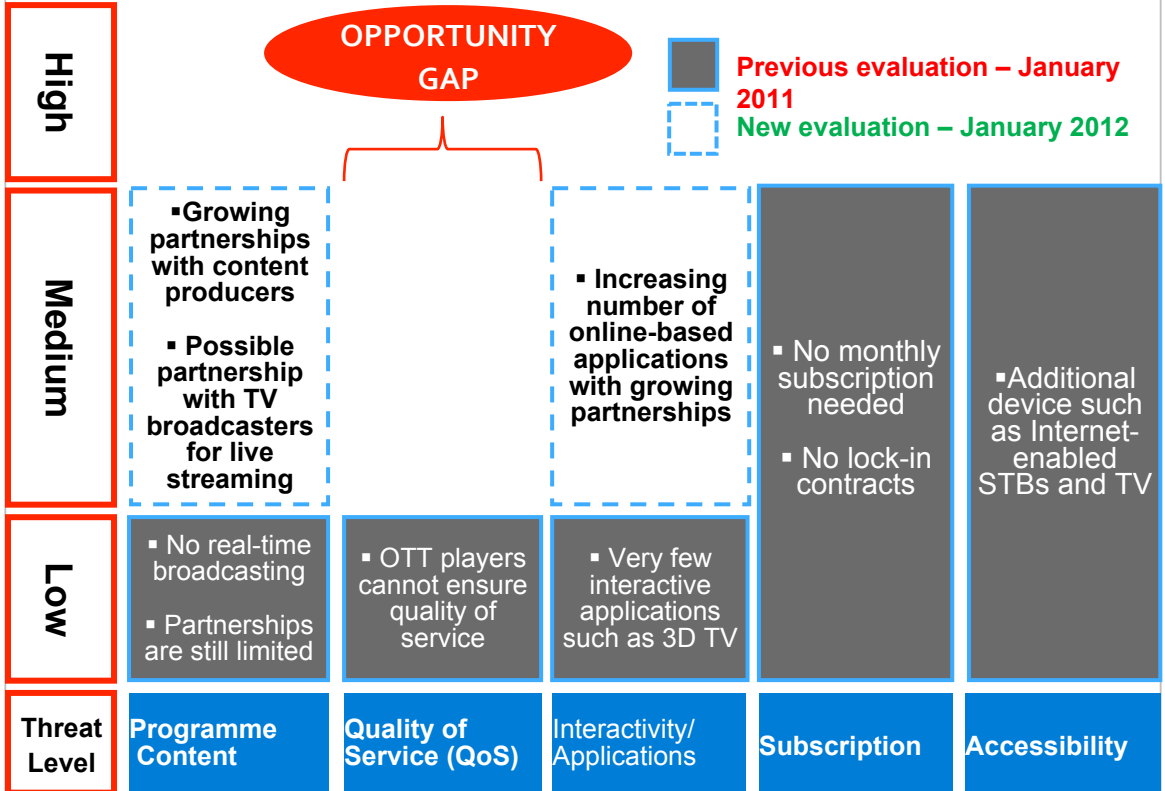 OPPORTUNITY
GAP
Previous evaluation – January
2011
New evaluation – January 2012
High
Medium
▪Growing
partnerships
with content
producers
▪ Possible
partnership
with TV
broadcasters
for live
streaming
▪ Increasing
number of
online-based
applications
with growing
partnerships
▪ No monthly
subscription
needed
▪ No lock-in
contracts
▪Additional
device such
as Internet-
enabled
STBs and TV
Low
▪ No real-time
broadcasting
▪ Partnerships
are still limited
▪ OTT players
cannot ensure
quality of
service
▪ Very few
interactive
applications
such as 3D TV
Threat
Level
Programme
Content
Quality of
Service (QoS)
Interactivity/
Applications
Subscription
Accessibility